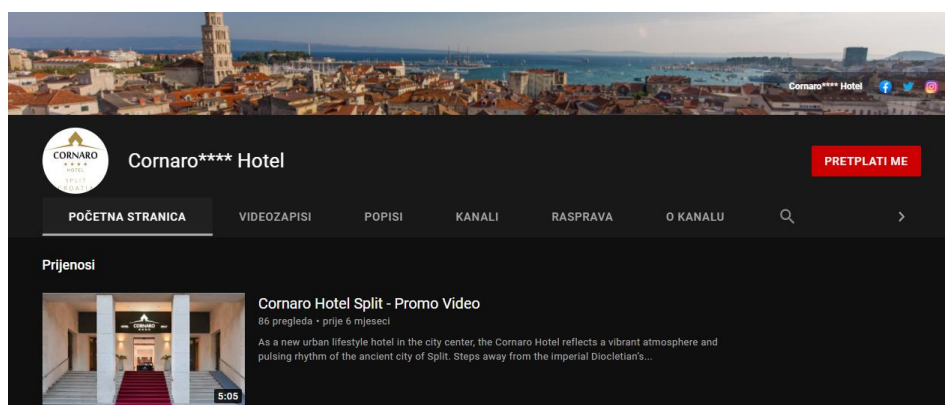 Cornaro**** Hotel
CORNARO
★ ★ ★ ★
HOTEL
SPLIT
CROATIA
Cornaro**** Hotel
PRETPLATI ME
POČETNA STRANICA
VIDEOZAPISI
POPISI
KANALI
RASPRAVA
O KANALU
Prijenosi
CORNARO
5:05
Cornaro Hotel Split - Promo Video
86 pregleda • prije 6 mjeseci
As a new urban lifestyle hotel in the city center, the Cornaro Hotel reflects a vibrant atmosphere and
pulsing rhythm of the ancient city of Split. Steps away from the imperial Diocletian's...